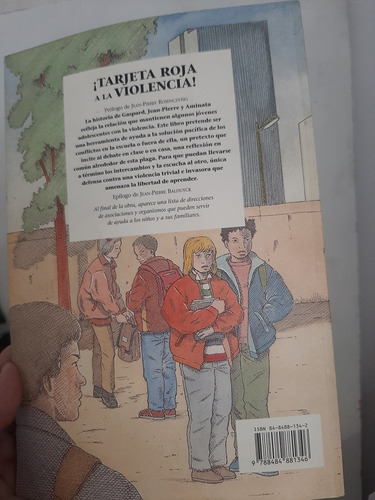 ¡TARJETA ROJA
A LA VIOLENCIA!
Prólogo de JEAN-PIERRE ROSENCZVEIG
La historia de Gaspard, Jean-Pierre y Aminata
refleja la relación que mantienen algunos jóvenes
adolescentes con la violencia. Este libro pretende ser
una herramienta de ayuda a la solución pacífica de los
conflictos en la escuela o fuera de ella, un pretexto que
incite al debate en clase o en casa, una reflexión en
común alrededor de esta plaga. Para que puedan llevarse
a término los intercambios y la escucha al otro, única
defensa contra una violencia trivial e invasora que
amenaza la libertad de aprender.
Epílogo de JEAN-PIERRE BALDUYCK
Al final de la obra, aparece una lista de direcciones
de asociaciones y organismos que pueden servir
de ayuda a los niños y a sus familiares.
ISBN 84-8488-134-2
9 788484 881346